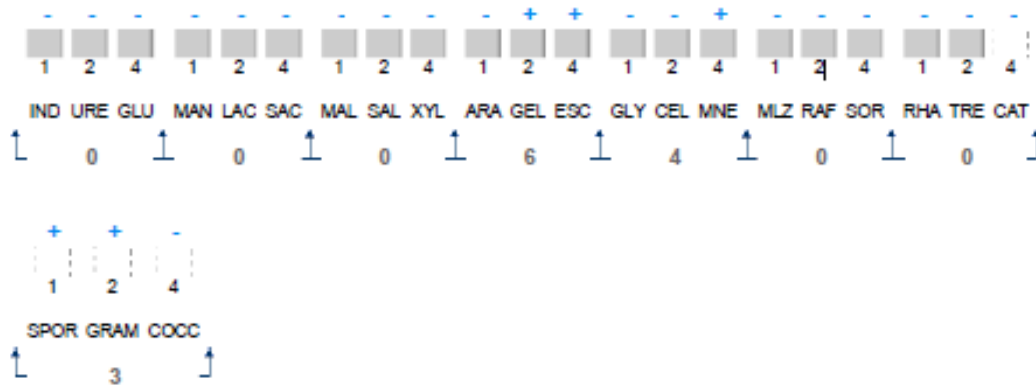 - - - - - - - - - - + + - - + - - - - - -
1 2 4 1 2 4 1 2 4 1 2 4 1 2 4 1 2 4 1 2 4
IND URE GLU MAN LAC SAC MAL SAL XYL ARA GEL ESC GLY CEL MNE MLZ RAF SOR RHA TRE CAT
0 0 0 6 4 0 0
+ + -
1 2 4
SPOR GRAM COCC
3